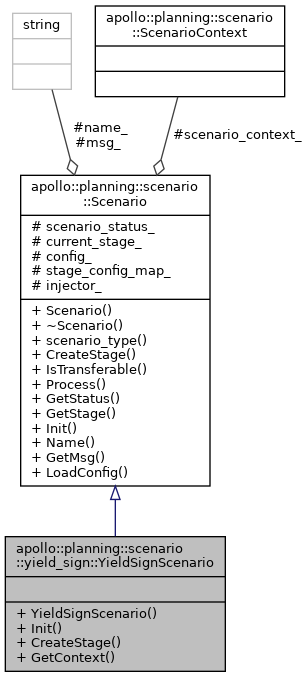 string
apollo::planning::scenario
::ScenarioContext
#name_
#msg_
#scenario_context_
apollo::planning::scenario
::Scenario
# scenario_status_
# current_stage_
# config_
# stage_config_map_
# injector_
+ Scenario()
+ ~Scenario()
+ scenario_type()
+ CreateStage()
+ IsTransferable()
+ Process()
+ GetStatus()
+ GetStage()
+ Init()
+ Name()
+ GetMsg()
+ LoadConfig()
apollo::planning::scenario
::yield_sign::YieldSignScenario
+ YieldSignScenario()
+ Init()
+ CreateStage()
+ GetContext()